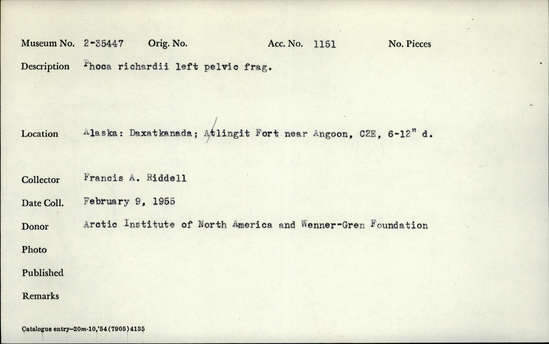 Museum No. 2-35447 Orig. No. Acc. No. 1151 No. Pieces
Description Phoca richardii left pelvic frag.
Location Alaska: Daxatkanada; A/tlingit Fort near Angoon, CZE, 6-12" d.
Collector Francis A. Riddell
Date Coll. February 9, 1955
Donor Arctic Institute of North America and Wenner-Gren Foundation
Photo
Published
Remarks
Catalogue entry—20m-10,'54(7905)4135